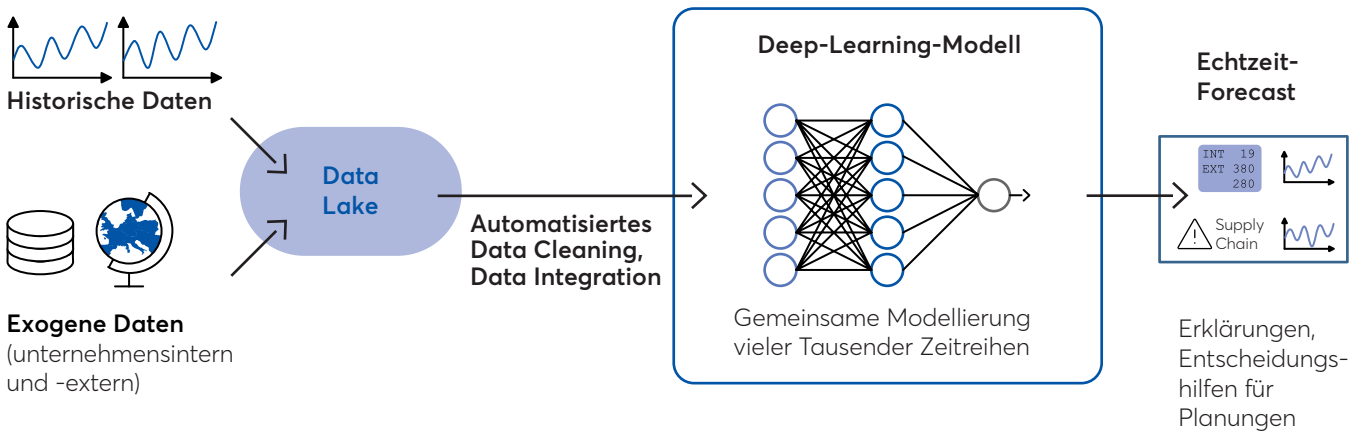 Historische Daten
Exogene Daten
(unternehmensintern
und -extern)
Data
Lake
Automatisiertes
Data Cleaning,
Data Integration
Deep-Learning-Modell
Gemeinsame Modellierung
vieler Tausender Zeitreihen
Echtzeit-
Forecast
INT 19
EXT 380
280
Supply
Chain
Erklärungen,
Entscheidungs-
hilfen für
Planungen